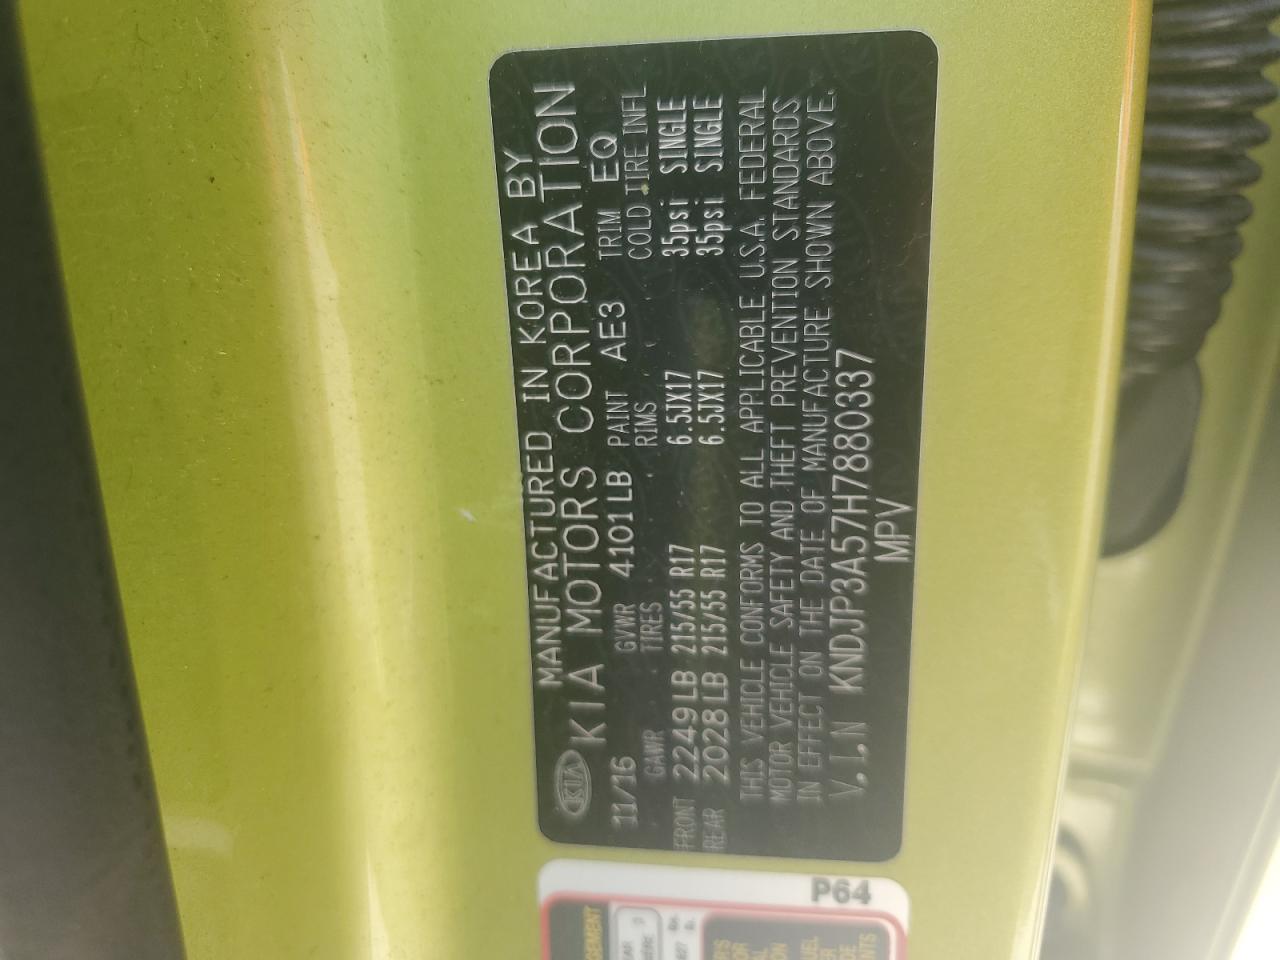 MANUFACTURED IN KOREA BY
KIA KIA MOTORS CORPORATION
11/16 GVWR 4101LB PAINT AE3 TRIM EQ
GAWR TIRES RIMS COLD TIRE INFL
FRONT 2249LB 215/55 R17 6.5JX17 35psi SINGLE
REAR 2028LB 215/55 R17 6.5JX17 35psi SINGLE
THIS VEHICLE CONFORMS TO ALL APPLICABLE U.S.A. FEDERAL
MOTOR VEHICLE SAFETY AND THEFT PREVENTION STANDARDS
IN EFFECT ON THE DATE OF MANUFACTURE SHOWN ABOVE.
V.I.N KNDJP3A57H7880337
MPV
P64